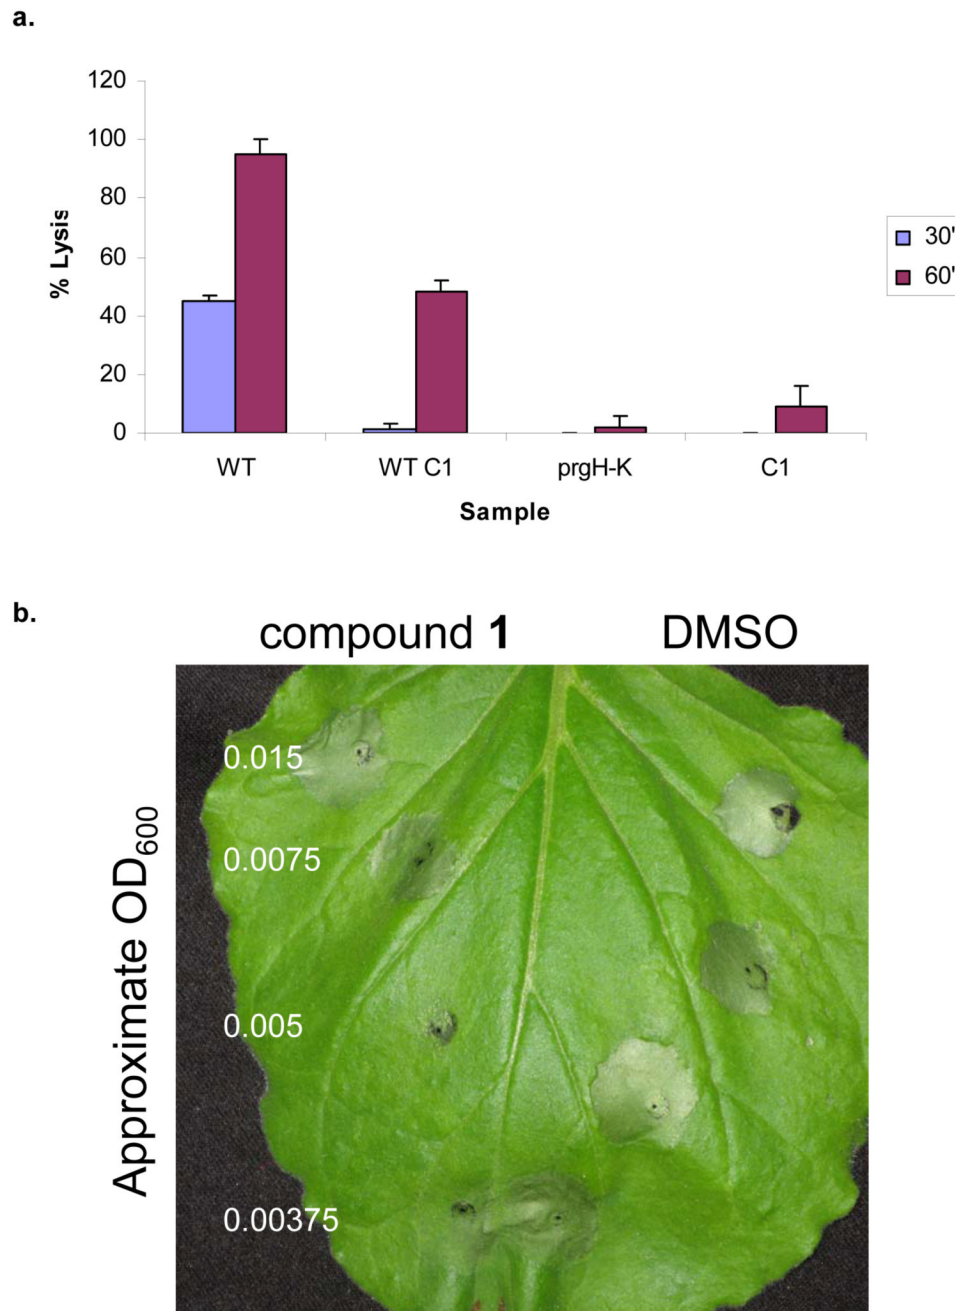 a.
120
100
80
60
40
20
0
% Lysis
WT
WT C1
prgH-K
C1
Sample
30'
60'
b.
compound 1
DMSO
Approximate OD600
0.015
0.0075
0.005
0.00375